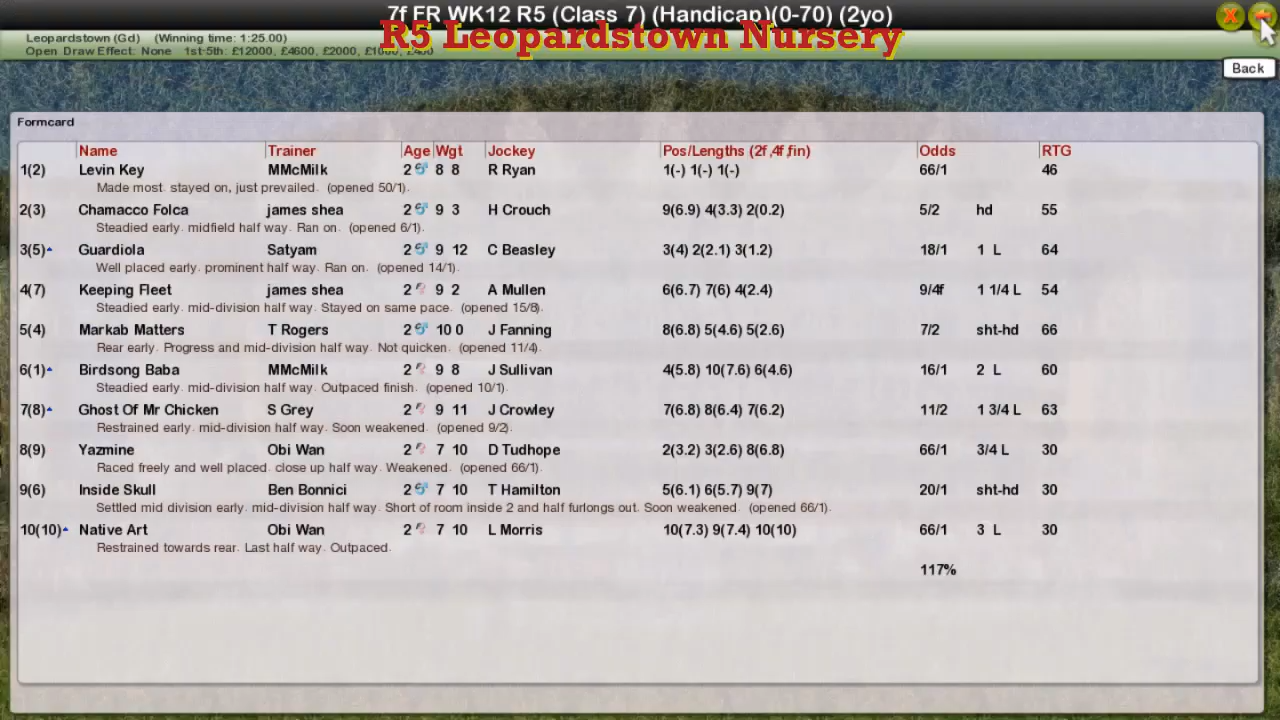 7f FR WK12 R5 (Class 7) (Handicap)(0-70) (2yo)
R5 Leopardstown Nursery
Leopardstown (Gd) (Winning time: 1:25.00)
Open Draw Effect: None 1st-5th: £12000, £4600, £2000, £1000, £400
Back
Formcard
Name Trainer Age Wgt Jockey Pos/Lengths (2f,4f,fin) Odds RTG
1(2) Levin Key MMcMilk 2 8 8 R Ryan 1(-) 1(-) 1(-) 66/1 46
Made most. stayed on, just prevailed. (opened 50/1).
2(3) Chamacco Folca james shea 2 9 3 H Crouch 9(6.9) 4(3.3) 2(0.2) 5/2 hd 55
Steadied early. midfield half way. Ran on. (opened 6/1).
3(5) Guardiola Satyam 2 9 12 C Beasley 3(4) 2(2.1) 3(1.2) 18/1 1 L 64
Well placed early. prominent half way. Ran on. (opened 14/1).
4(7) Keeping Fleet james shea 2 9 2 A Mullen 6(6.7) 7(6) 4(2.4) 9/4f 1 1/4 L 54
Steadied early. mid-division half way. Stayed on same pace. (opened 15/8).
5(4) Markab Matters T Rogers 2 10 0 J Fanning 8(6.8) 5(4.6) 5(2.6) 7/2 sht-hd 66
Rear early. Progress and mid-division half way. Not quicken. (opened 11/4).
6(1) Birdsong Baba MMcMilk 2 9 8 J Sullivan 4(5.8) 10(7.6) 6(4.6) 16/1 2 L 60
Steadied early. mid-division half way. Outpaced finish. (opened 10/1).
7(8) Ghost Of Mr Chicken S Grey 2 9 11 J Crowley 7(6.8) 8(6.4) 7(6.2) 11/2 1 3/4 L 63
Restrained early. mid-division half way. Soon weakened. (opened 9/2).
8(9) Yazmine Obi Wan 2 7 10 D Tudhope 2(3.2) 3(2.6) 8(6.8) 66/1 3/4 L 30
Raced freely and well placed. close up half way. Weakened. (opened 66/1).
9(6) Inside Skull Ben Bonnici 2 7 10 T Hamilton 5(6.1) 6(5.7) 9(7) 20/1 sht-hd 30
Settled mid division early. mid-division half way. Short of room inside 2 and half furlongs out. Soon weakened. (opened 66/1).
10(10) Native Art Obi Wan 2 7 10 L Morris 10(7.3) 9(7.4) 10(10) 66/1 3 L 30
Restrained towards rear. Last half way. Outpaced.
117%